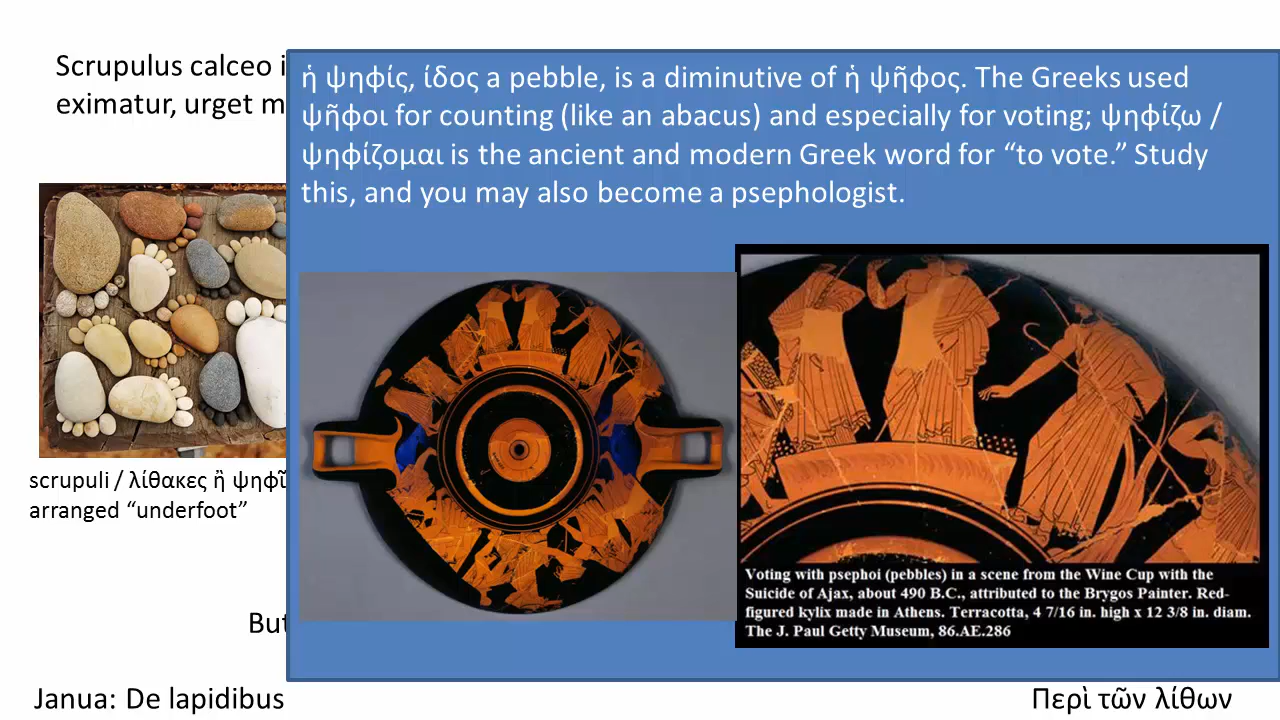 Scrupulus calceo i
eximatur, urget m
ἡ ψηφίς, ίδος a pebble, is a diminutive of ἡ ψῆφος. The Greeks used
ψῆφοι for counting (like an abacus) and especially for voting; ψηφίζω /
ψηφίζομαι is the ancient and modern Greek word for “to vote.” Study
this, and you may also become a psephologist.
scrupuli / λίθακες ἢ ψηφῖ
arranged “underfoot”
Voting with psephoi (pebbles) in a scene from the Wine Cup with the
Suicide of Ajax, about 490 B.C., attributed to the Brygos Painter. Red-
figured kylix made in Athens. Terracotta, 4 7/16 in. high x 12 3/8 in. diam.
The J. Paul Getty Museum, 86.AE.286
But
Janua: De lapidibus
Περὶ τῶν λίθων